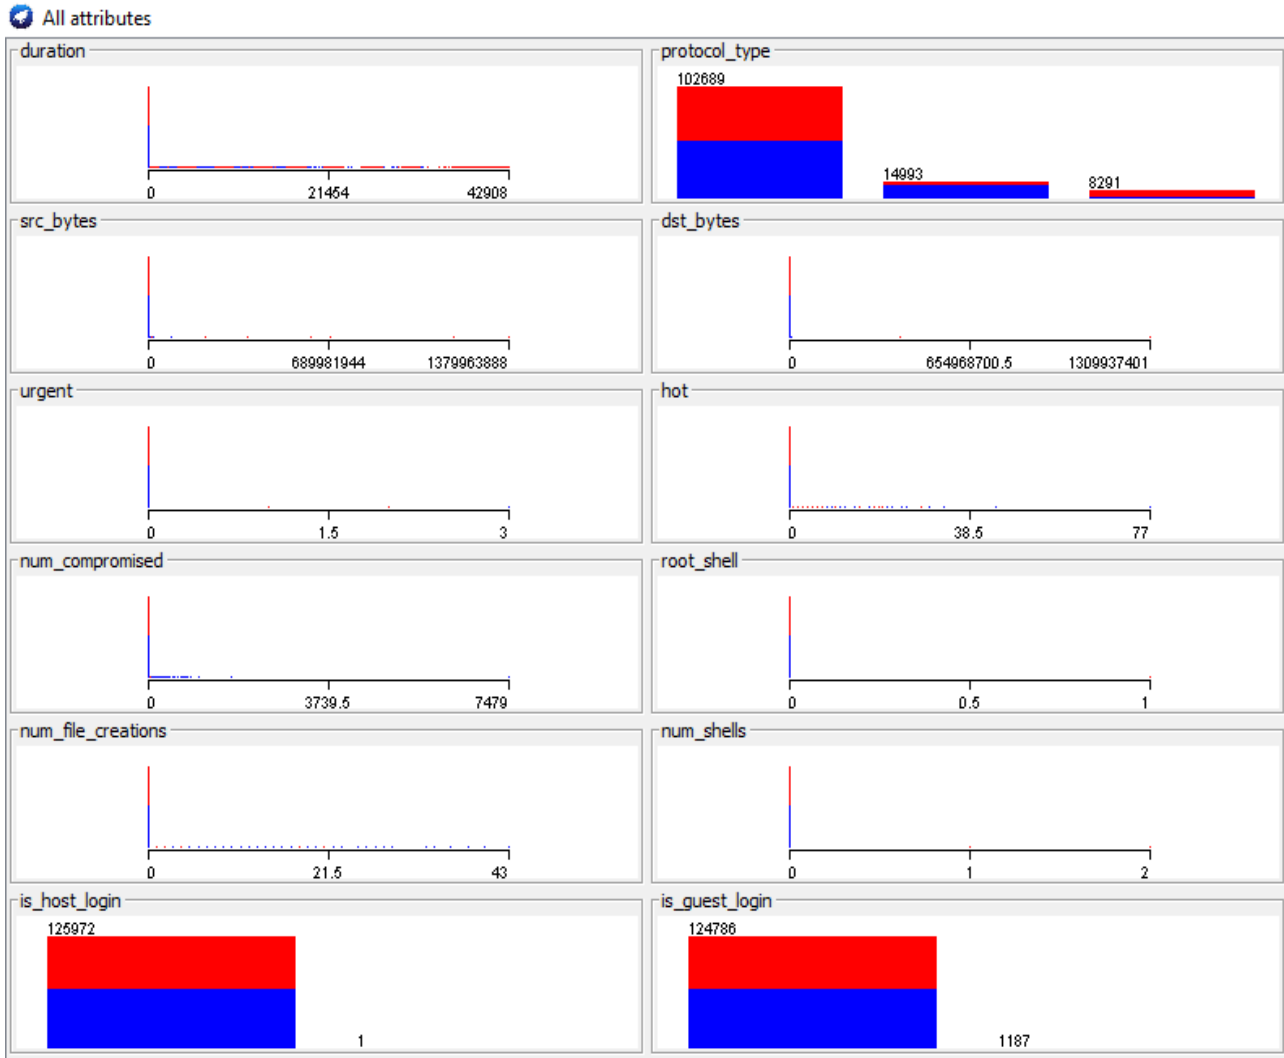 All attributes
duration
protocol_type
0 21454 42908
102689
14993
8291
src_bytes
dst_bytes
0 689981944 1379963888
0 654968700.5 1309937401
urgent
hot
0 1.5 3
0 38.5 77
num_compromised
root_shell
0 3739.5 7479
0 0.5 1
num_file_creations
num_shells
0 21.5 43
0 1 2
is_host_login
is_guest_login
125972
1
124786
1187